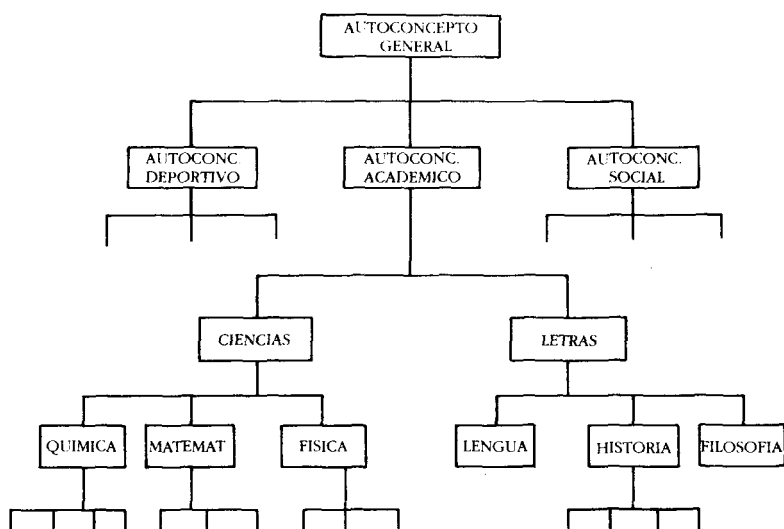 AUTOCONCEPTO
GENERAL
AUTOCONC.
DEPORTIVO
AUTOCONC.
ACADEMICO
AUTOCONC.
SOCIAL
CIENCIAS
LETRAS
QUIMICA
MATEMAT
FISICA
LENGUA
HISTORIA
FILOSOFIA